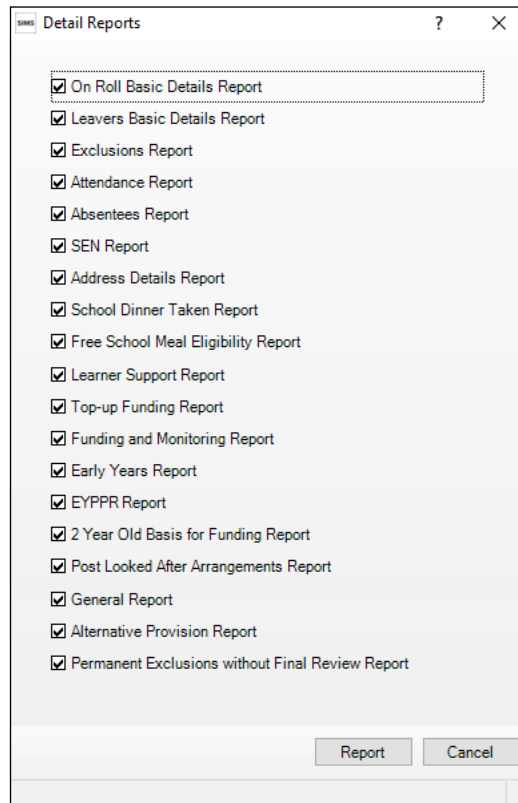 SIMS Detail Reports ?
On Roll Basic Details Report
Leavers Basic Details Report
Exclusions Report
Attendance Report
Absentees Report
SEN Report
Address Details Report
School Dinner Taken Report
Free School Meal Eligibility Report
Learner Support Report
Top-up Funding Report
Funding and Monitoring Report
Early Years Report
EYPPR Report
2 Year Old Basis for Funding Report
Post Looked After Arrangements Report
General Report
Alternative Provision Report
Permanent Exclusions without Final Review Report
Report Cancel